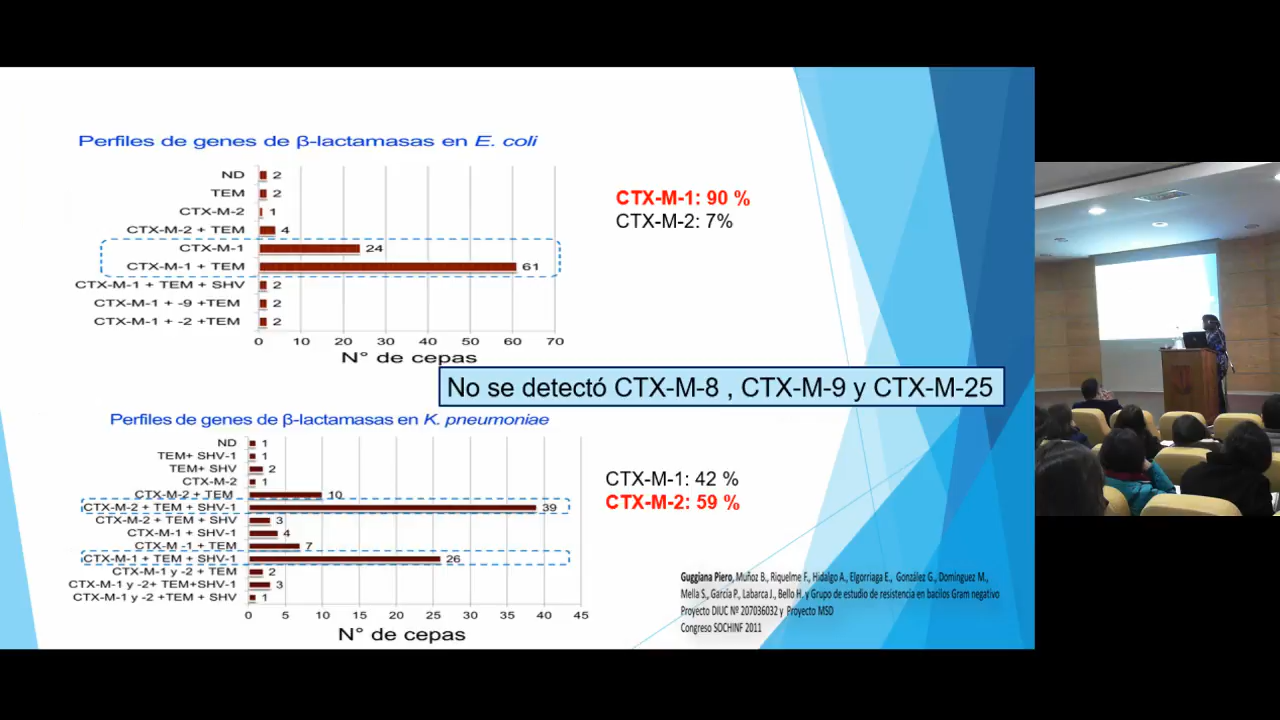 Perfiles de genes de β-lactamasas en E. coli
ND 2
TEM 2
CTX-M-2 1
CTX-M-2 + TEM 4
CTX-M-1 24
CTX-M-1 + TEM 61
CTX-M-1 + TEM + SHV 2
CTX-M-1 + -9 +TEM 2
CTX-M-1 + -2 +TEM 2
0 10 20 30 40 50 60 70
N° de cepas
CTX-M-1: 90 %
CTX-M-2: 7%
No se detectó CTX-M-8 , CTX-M-9 y CTX-M-25
Perfiles de genes de β-lactamasas en K. pneumoniae
ND 1
TEM+ SHV-1 1
TEM+ SHV 2
CTX-M-2 1
CTX-M-2 + TEM 10
CTX-M-2 + TEM + SHV-1 39
CTX-M-2 + TEM + SHV 3
CTX-M-1 + SHV-1 4
CTX-M -1 + TEM 7
CTX-M-1 + TEM + SHV-1 26
CTX-M-1 y -2 + TEM 2
CTX-M-1 y -2+ TEM+SHV-1 3
CTX-M-1 y -2 +TEM + SHV 1
0 5 10 15 20 25 30 35 40 45
N° de cepas
CTX-M-1: 42 %
CTX-M-2: 59 %
Guggiana Piero, Muñoz B., Riquelme F., Hidalgo A., Elgorriaga E., González G., Domínguez M.,
Mella S., García P., Labarca J., Bello H. y Grupo de estudio de resistencia en bacilos Gram negativo
Proyecto DIUC Nº 207036032 y Proyecto MSD
Congreso SOCHINF 2011